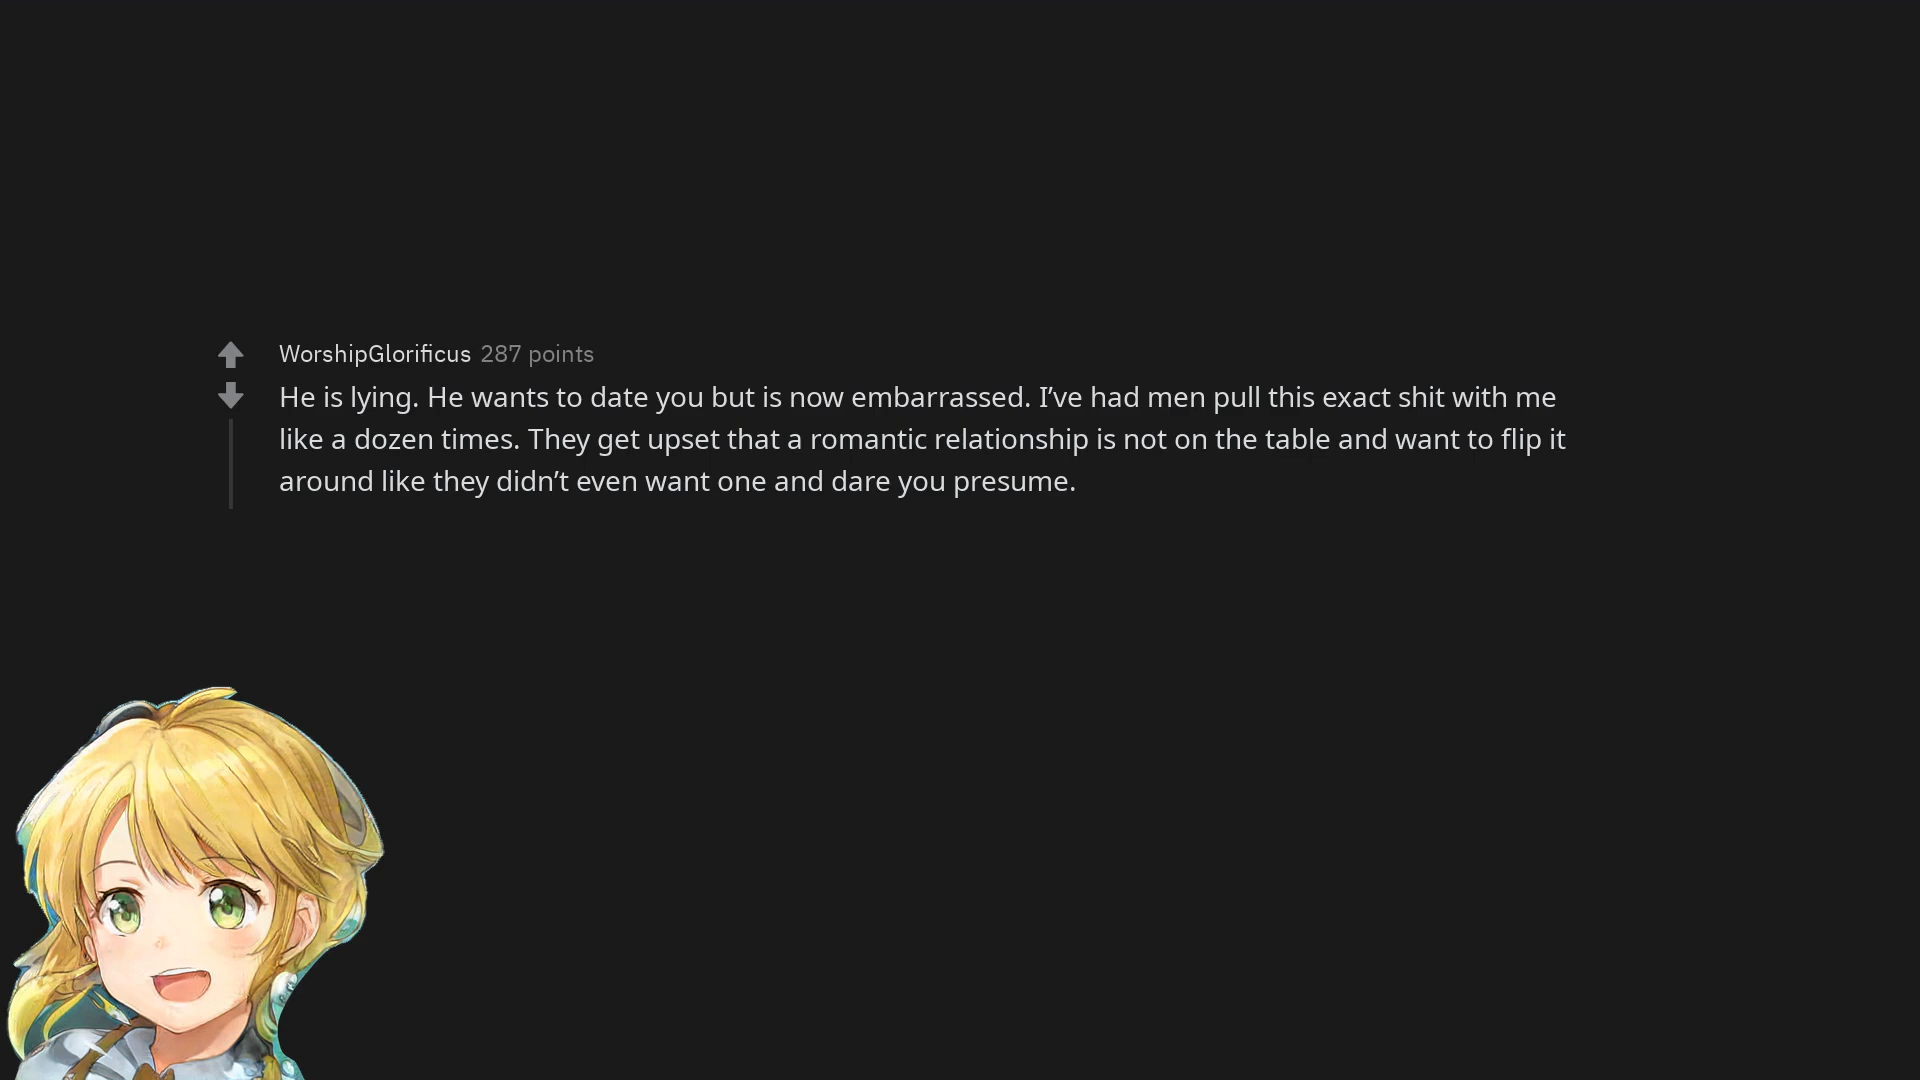 WorshipGlorificus 287 points
He is lying. He wants to date you but is now embarrassed. I’ve had men pull this exact shit with me
like a dozen times. They get upset that a romantic relationship is not on the table and want to flip it
around like they didn’t even want one and dare you presume.